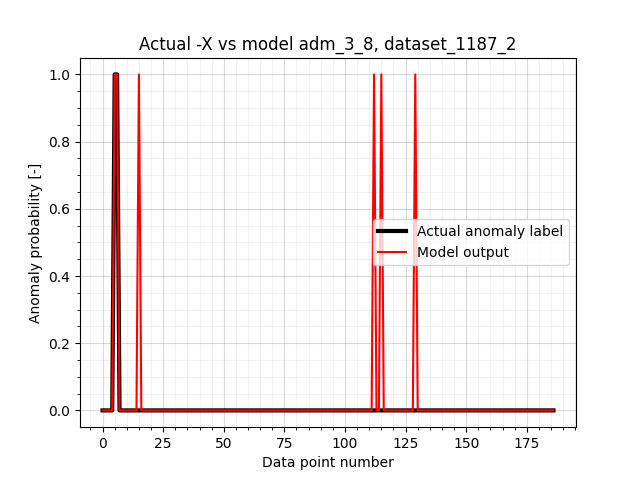 Actual -X vs model adm_3_8, dataset_1187_2
Anomaly probability [-]
1.0
0.8
0.6
0.4
0.2
0.0
Actual anomaly label
Model output
0 25 50 75 100 125 150 175
Data point number